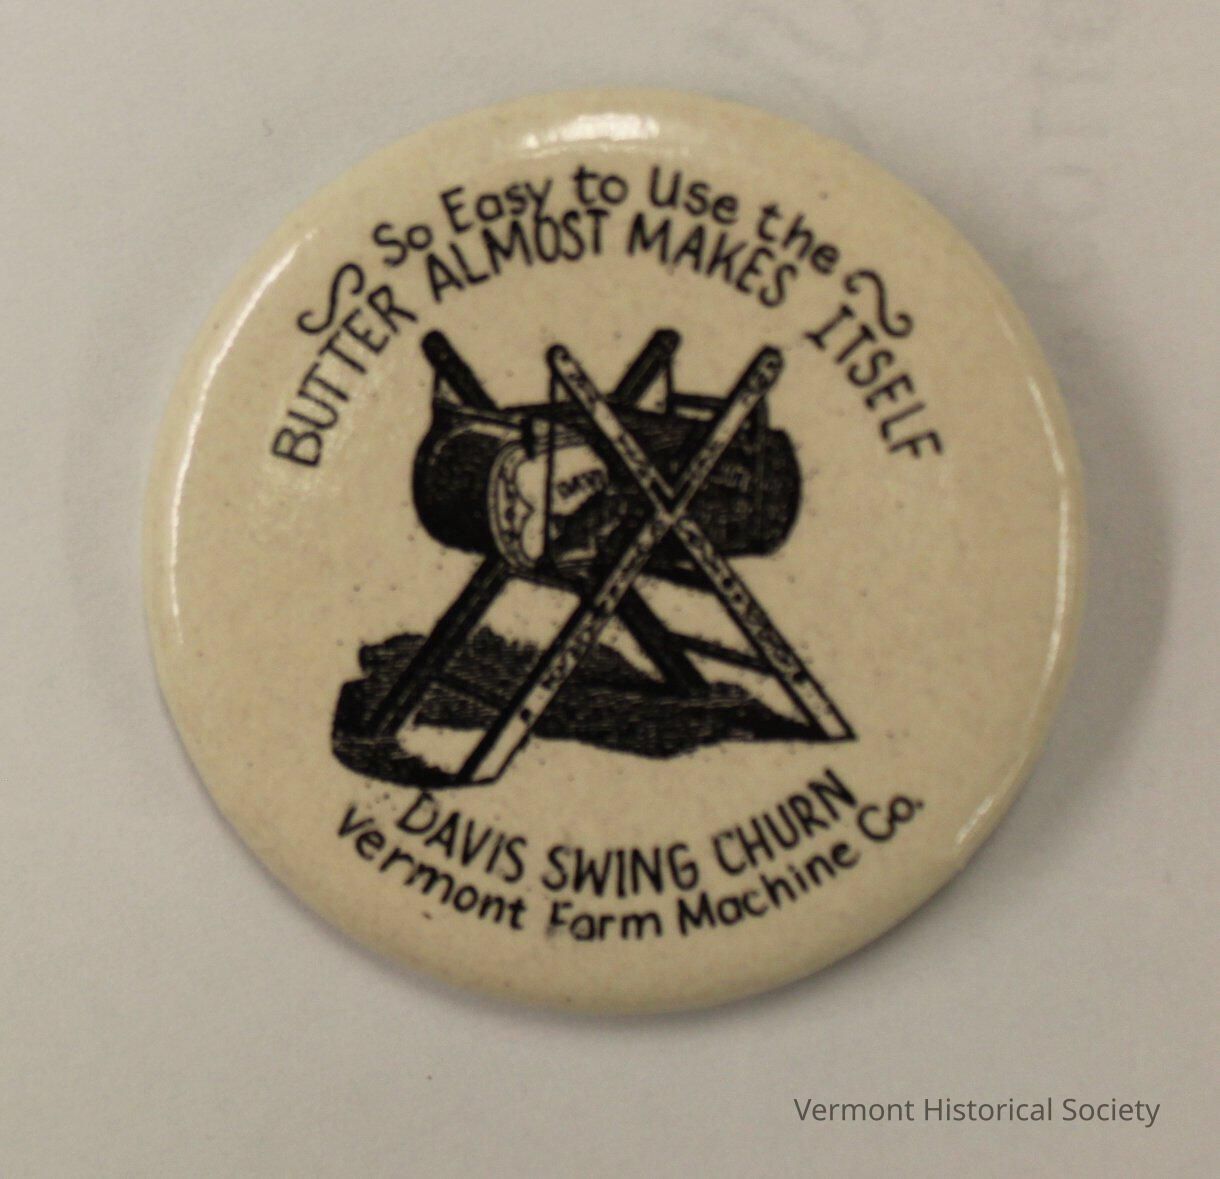 So Easy to Use the
BUTTER ALMOST MAKES ITSELF
DAVIS SWING CHURN
Vermont Farm Machine Co.
Vermont Historical Society